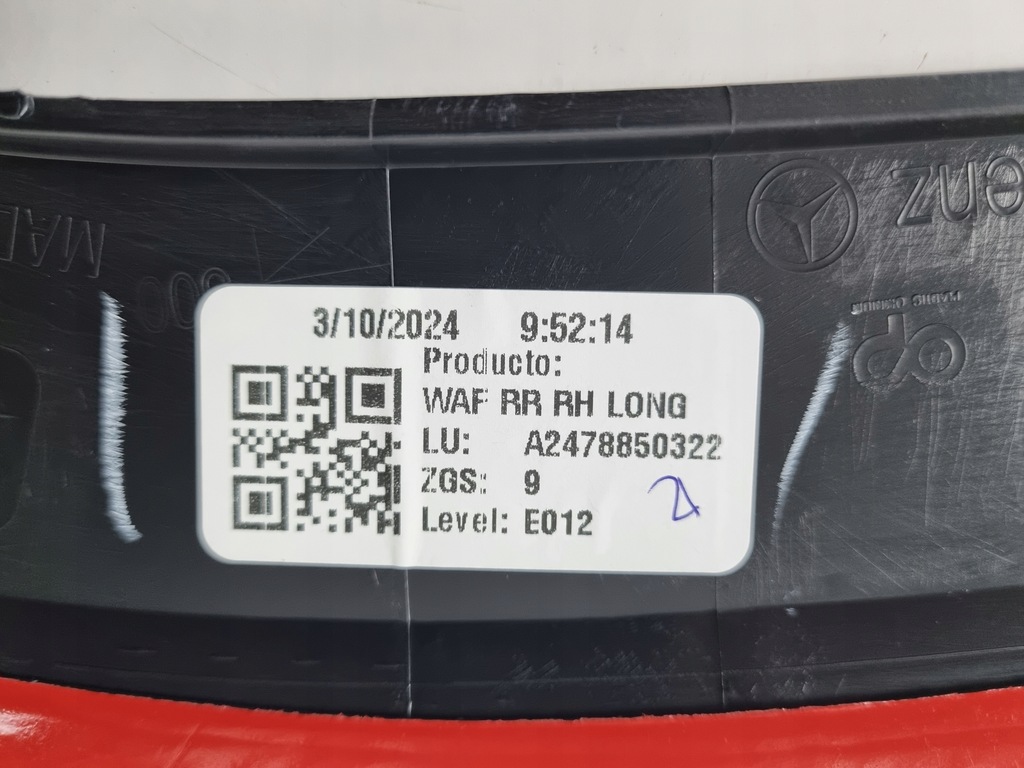 3/10/2024 9:52:14
Producto:
WAF RR RH LONG
LU: A2478850322
ZGS: 9
Level: E012